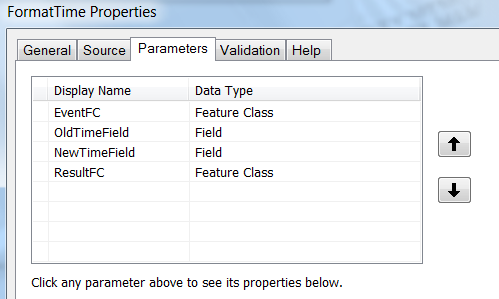 FormatTime Properties
General Source Parameters Validation Help
Display Name Data Type
EventFC Feature Class
OldTimeField Field
NewTimeField Field
ResultFC Feature Class
Click any parameter above to see its properties below.